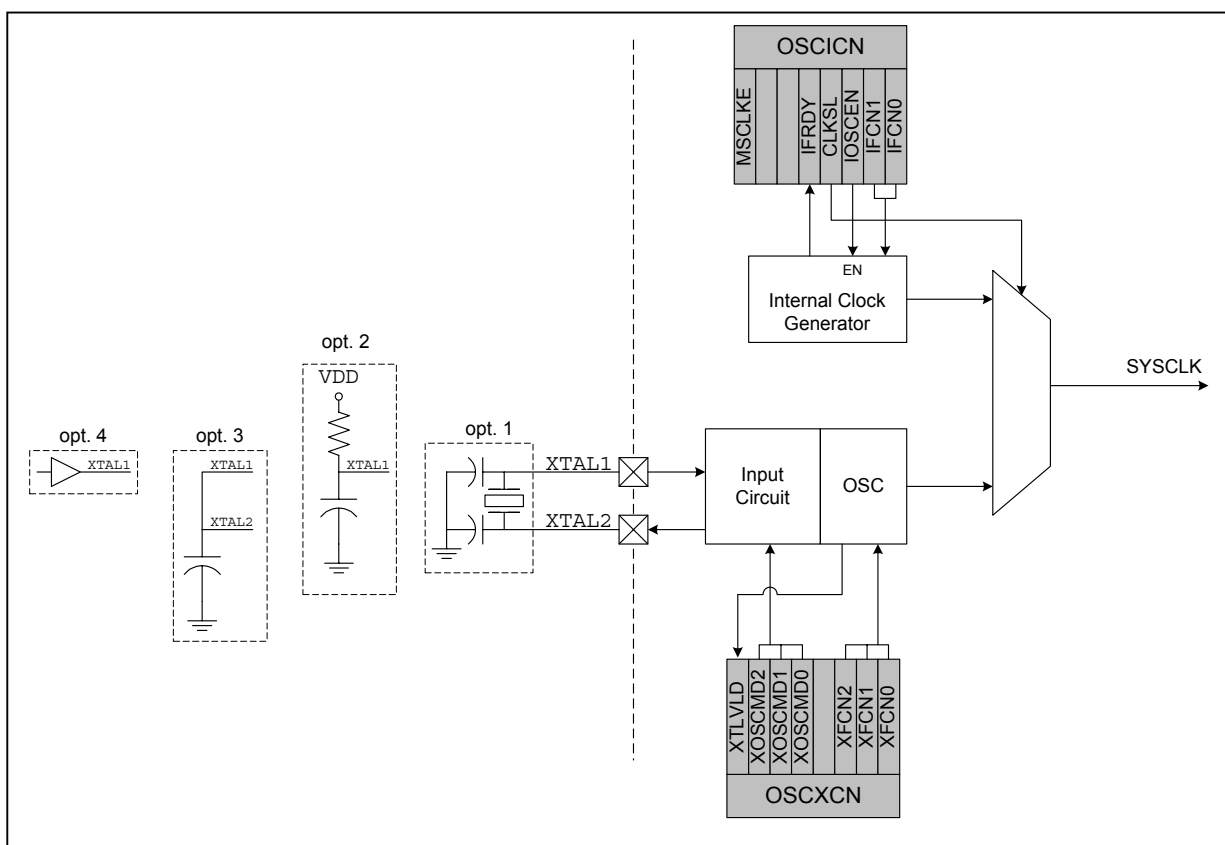 OSCICN
MSCLKE
IFRDY
CLKSL
IOSCEN
IFCN1
IFCN0
EN
Internal Clock
Generator
SYSCLK
opt. 4
XTAL1
opt. 3
XTAL1
XTAL2
opt. 2
VDD
XTAL1
opt. 1
XTAL1
XTAL2
Input
Circuit
OSC
XTLVLD
XOSCMD2
XOSCMD1
XOSCMD0
XFCN2
XFCN1
XFCN0
OSCXCN